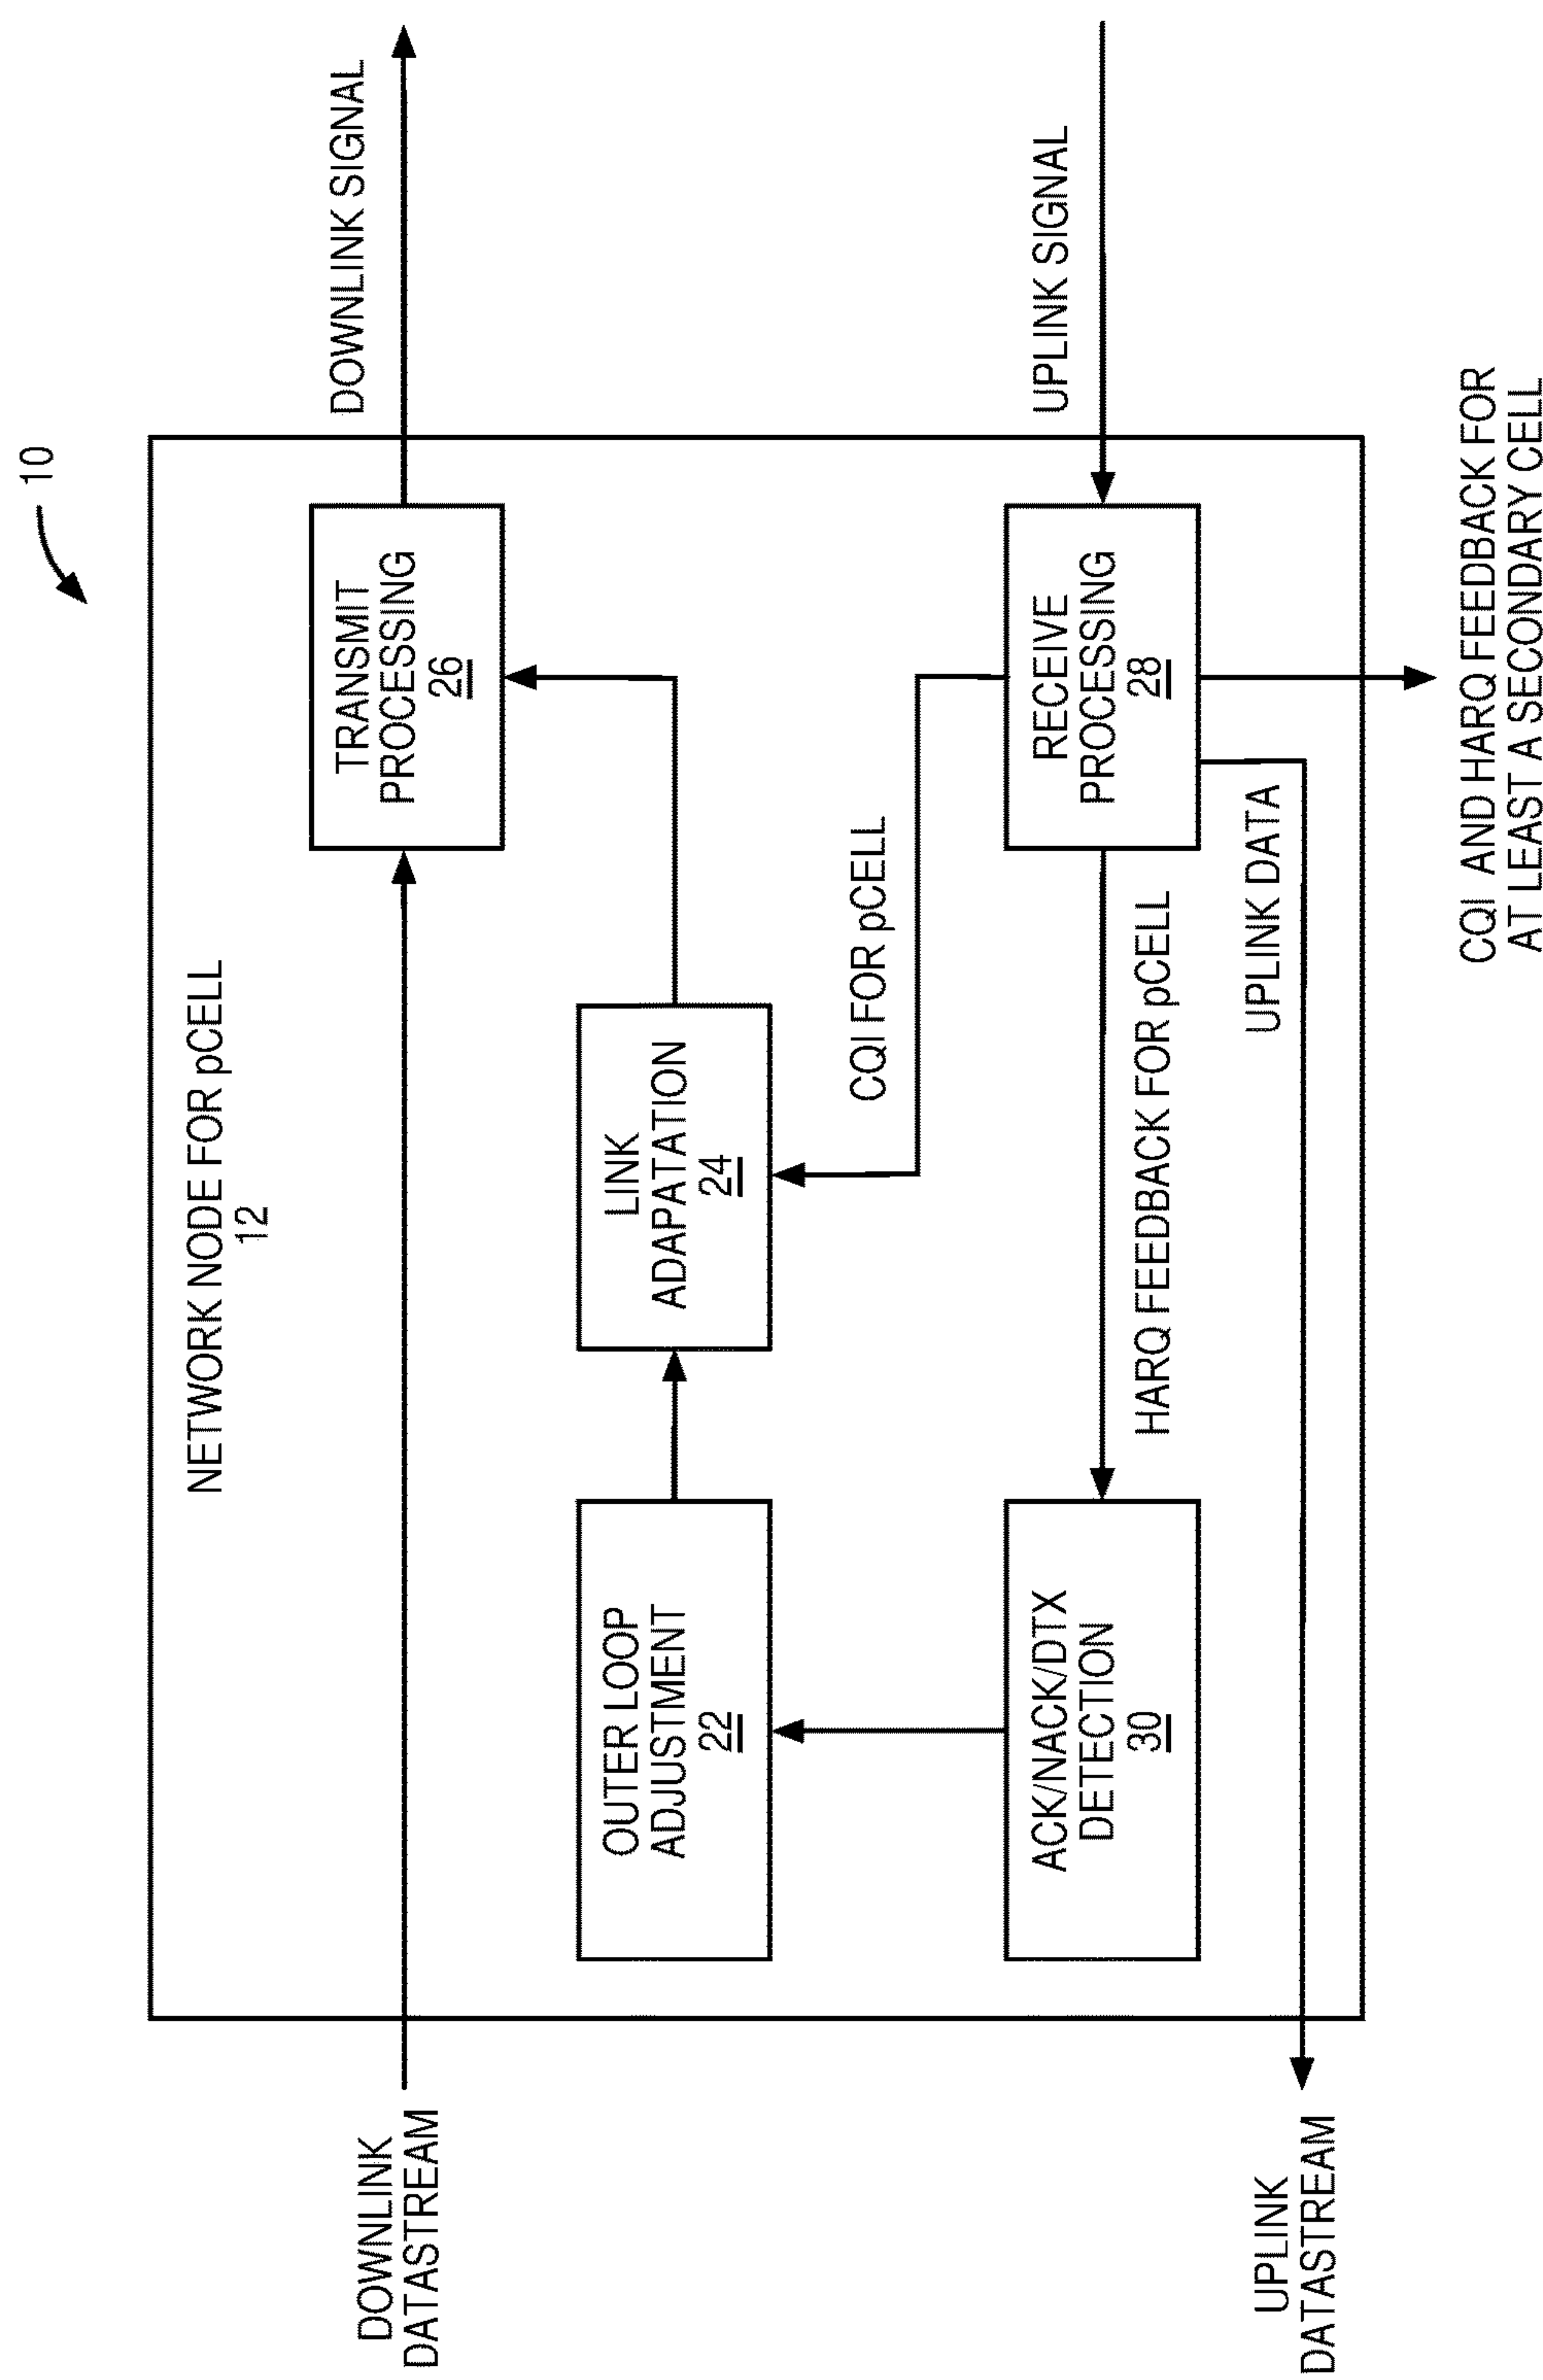 10
NETWORK NODE FOR pCELL
12
DOWNLINK
DATASTREAM
TRANSMIT
PROCESSING
26
DOWNLINK SIGNAL
OUTER LOOP
ADJUSTMENT
22
LINK
ADAPATATION
24
CQI FOR pCELL
ACK/NACK/DTX
DETECTION
30
HARQ FEEDBACK FOR pCELL
RECEIVE
PROCESSING
28
UPLINK SIGNAL
UPLINK DATA
UPLINK
DATASTREAM
CQI AND HARQ FEEDBACK FOR
AT LEAST A SECONDARY CELL